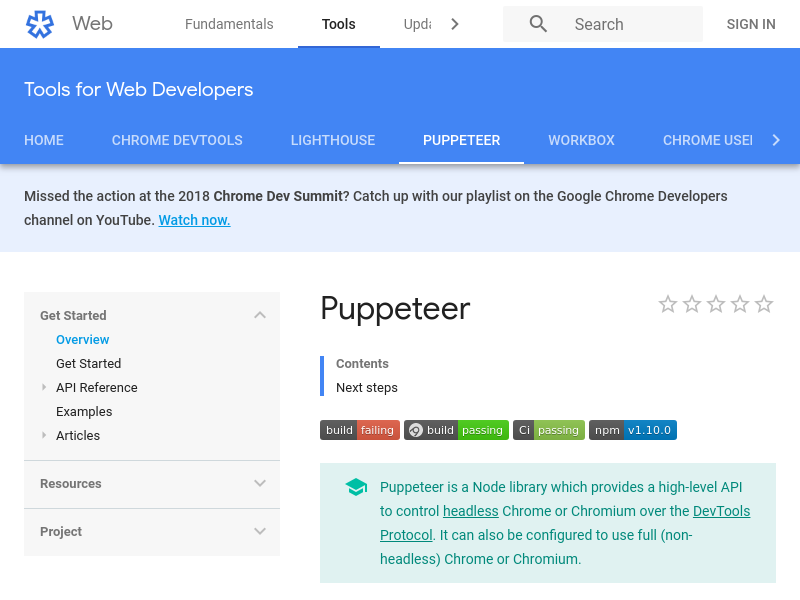 Web
Fundamentals
Tools
Upda
Search
SIGN IN
Tools for Web Developers
HOME
CHROME DEVTOOLS
LIGHTHOUSE
PUPPETEER
WORKBOX
CHROME USE
Missed the action at the 2018 Chrome Dev Summit? Catch up with our playlist on the Google Chrome Developers
channel on YouTube. Watch now.
Get Started
Overview
Get Started
API Reference
Examples
Articles
Resources
Project
Puppeteer
Contents
Next steps
build failing
build passing
Ci passing
npm v1.10.0
Puppeteer is a Node library which provides a high-level API
to control headless Chrome or Chromium over the DevTools
Protocol. It can also be configured to use full (non-
headless) Chrome or Chromium.